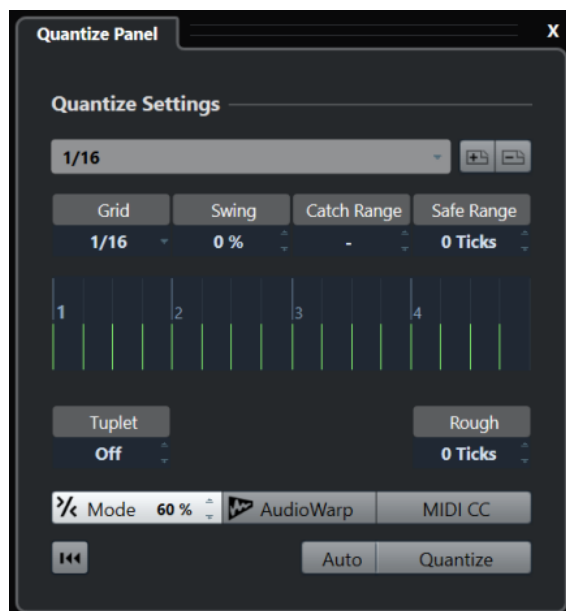 Quantize Panel X
Quantize Settings
1/16
Grid Swing Catch Range Safe Range
1/16 0 % - 0 Ticks
1 2 3 4
Tuplet Rough
Off 0 Ticks
Mode 60 % AudioWarp MIDI CC
Auto Quantize